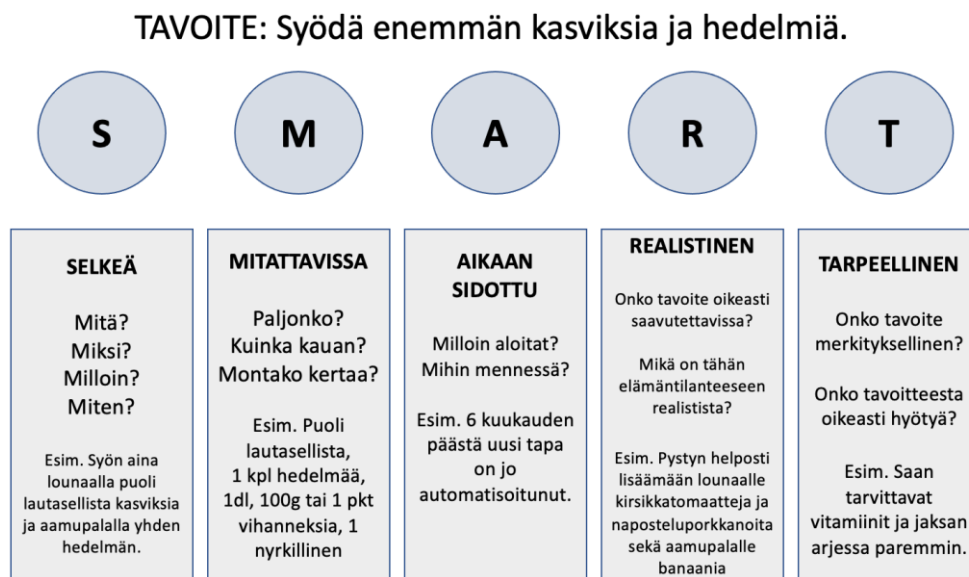 TAVOITE: Syödä enemmän kasviksia ja hedelmiä.
S
M
A
R
T
SELKEÄ
Mitä?
Miksi?
Milloin?
Miten?
Esim. Syön aina
lounaalla puoli
lautasellista kasviksia
ja aamupalalla yhden
hedelmän.
MITATTAVISSA
Paljonko?
Kuinka kauan?
Montako kertaa?
Esim. Puoli
lautasellista,
1 kpl hedelmää,
1dl, 100g tai 1 pkt
vihanneksia, 1
nyrkillinen
AIKAAN
SIDOTTU
Milloin aloitat?
Mihin mennessä?
Esim. 6 kuukauden
päästä uusi tapa
on jo
automatisoitunut.
REALISTINEN
Onko tavoite oikeasti
saavutettavissa?
Mikä on tähän
elämäntilanteeseen
realistista?
Esim. Pystyn helposti
lisäämään lounaalle
kirsikkatomaatteja ja
naposteluporkkanoita
sekä aamupalalle
banaania
TARPEELLINEN
Onko tavoite
merkityksellinen?
Onko tavoitteesta
oikeasti hyötyä?
Esim. Saan
tarvittavat
vitamiinit ja jaksan
arjessa paremmin.